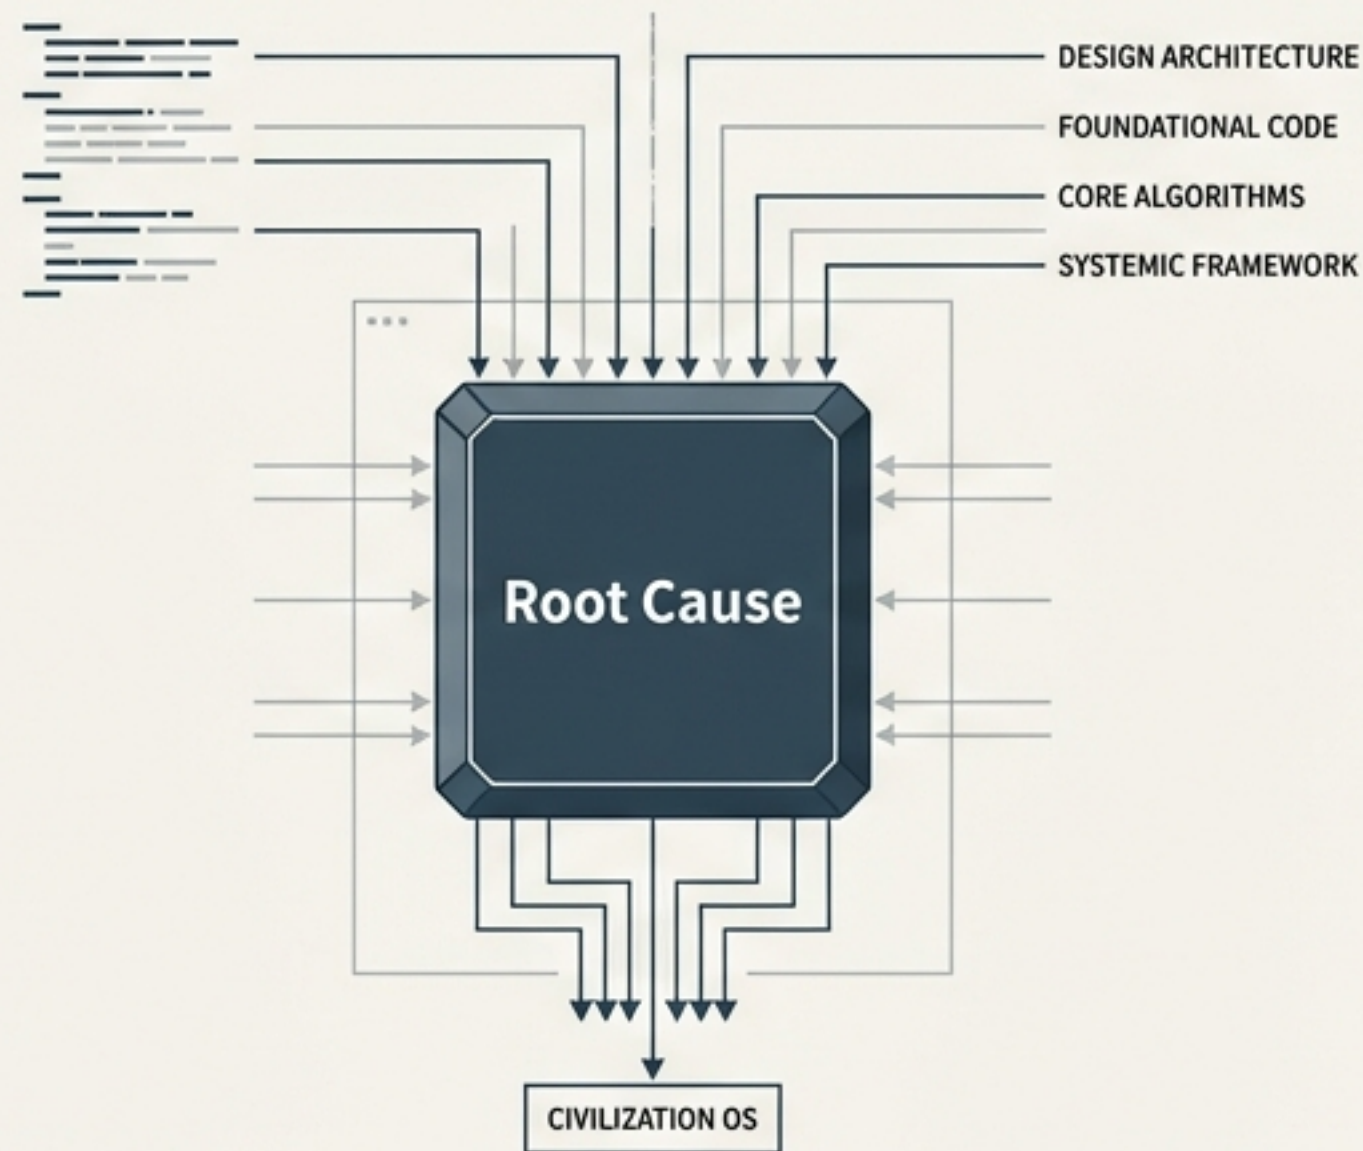 DESIGN ARCHITECTURE
FOUNDATIONAL CODE
CORE ALGORITHMS
SYSTEMIC FRAMEWORK
Root Cause
CIVILIZATION OS